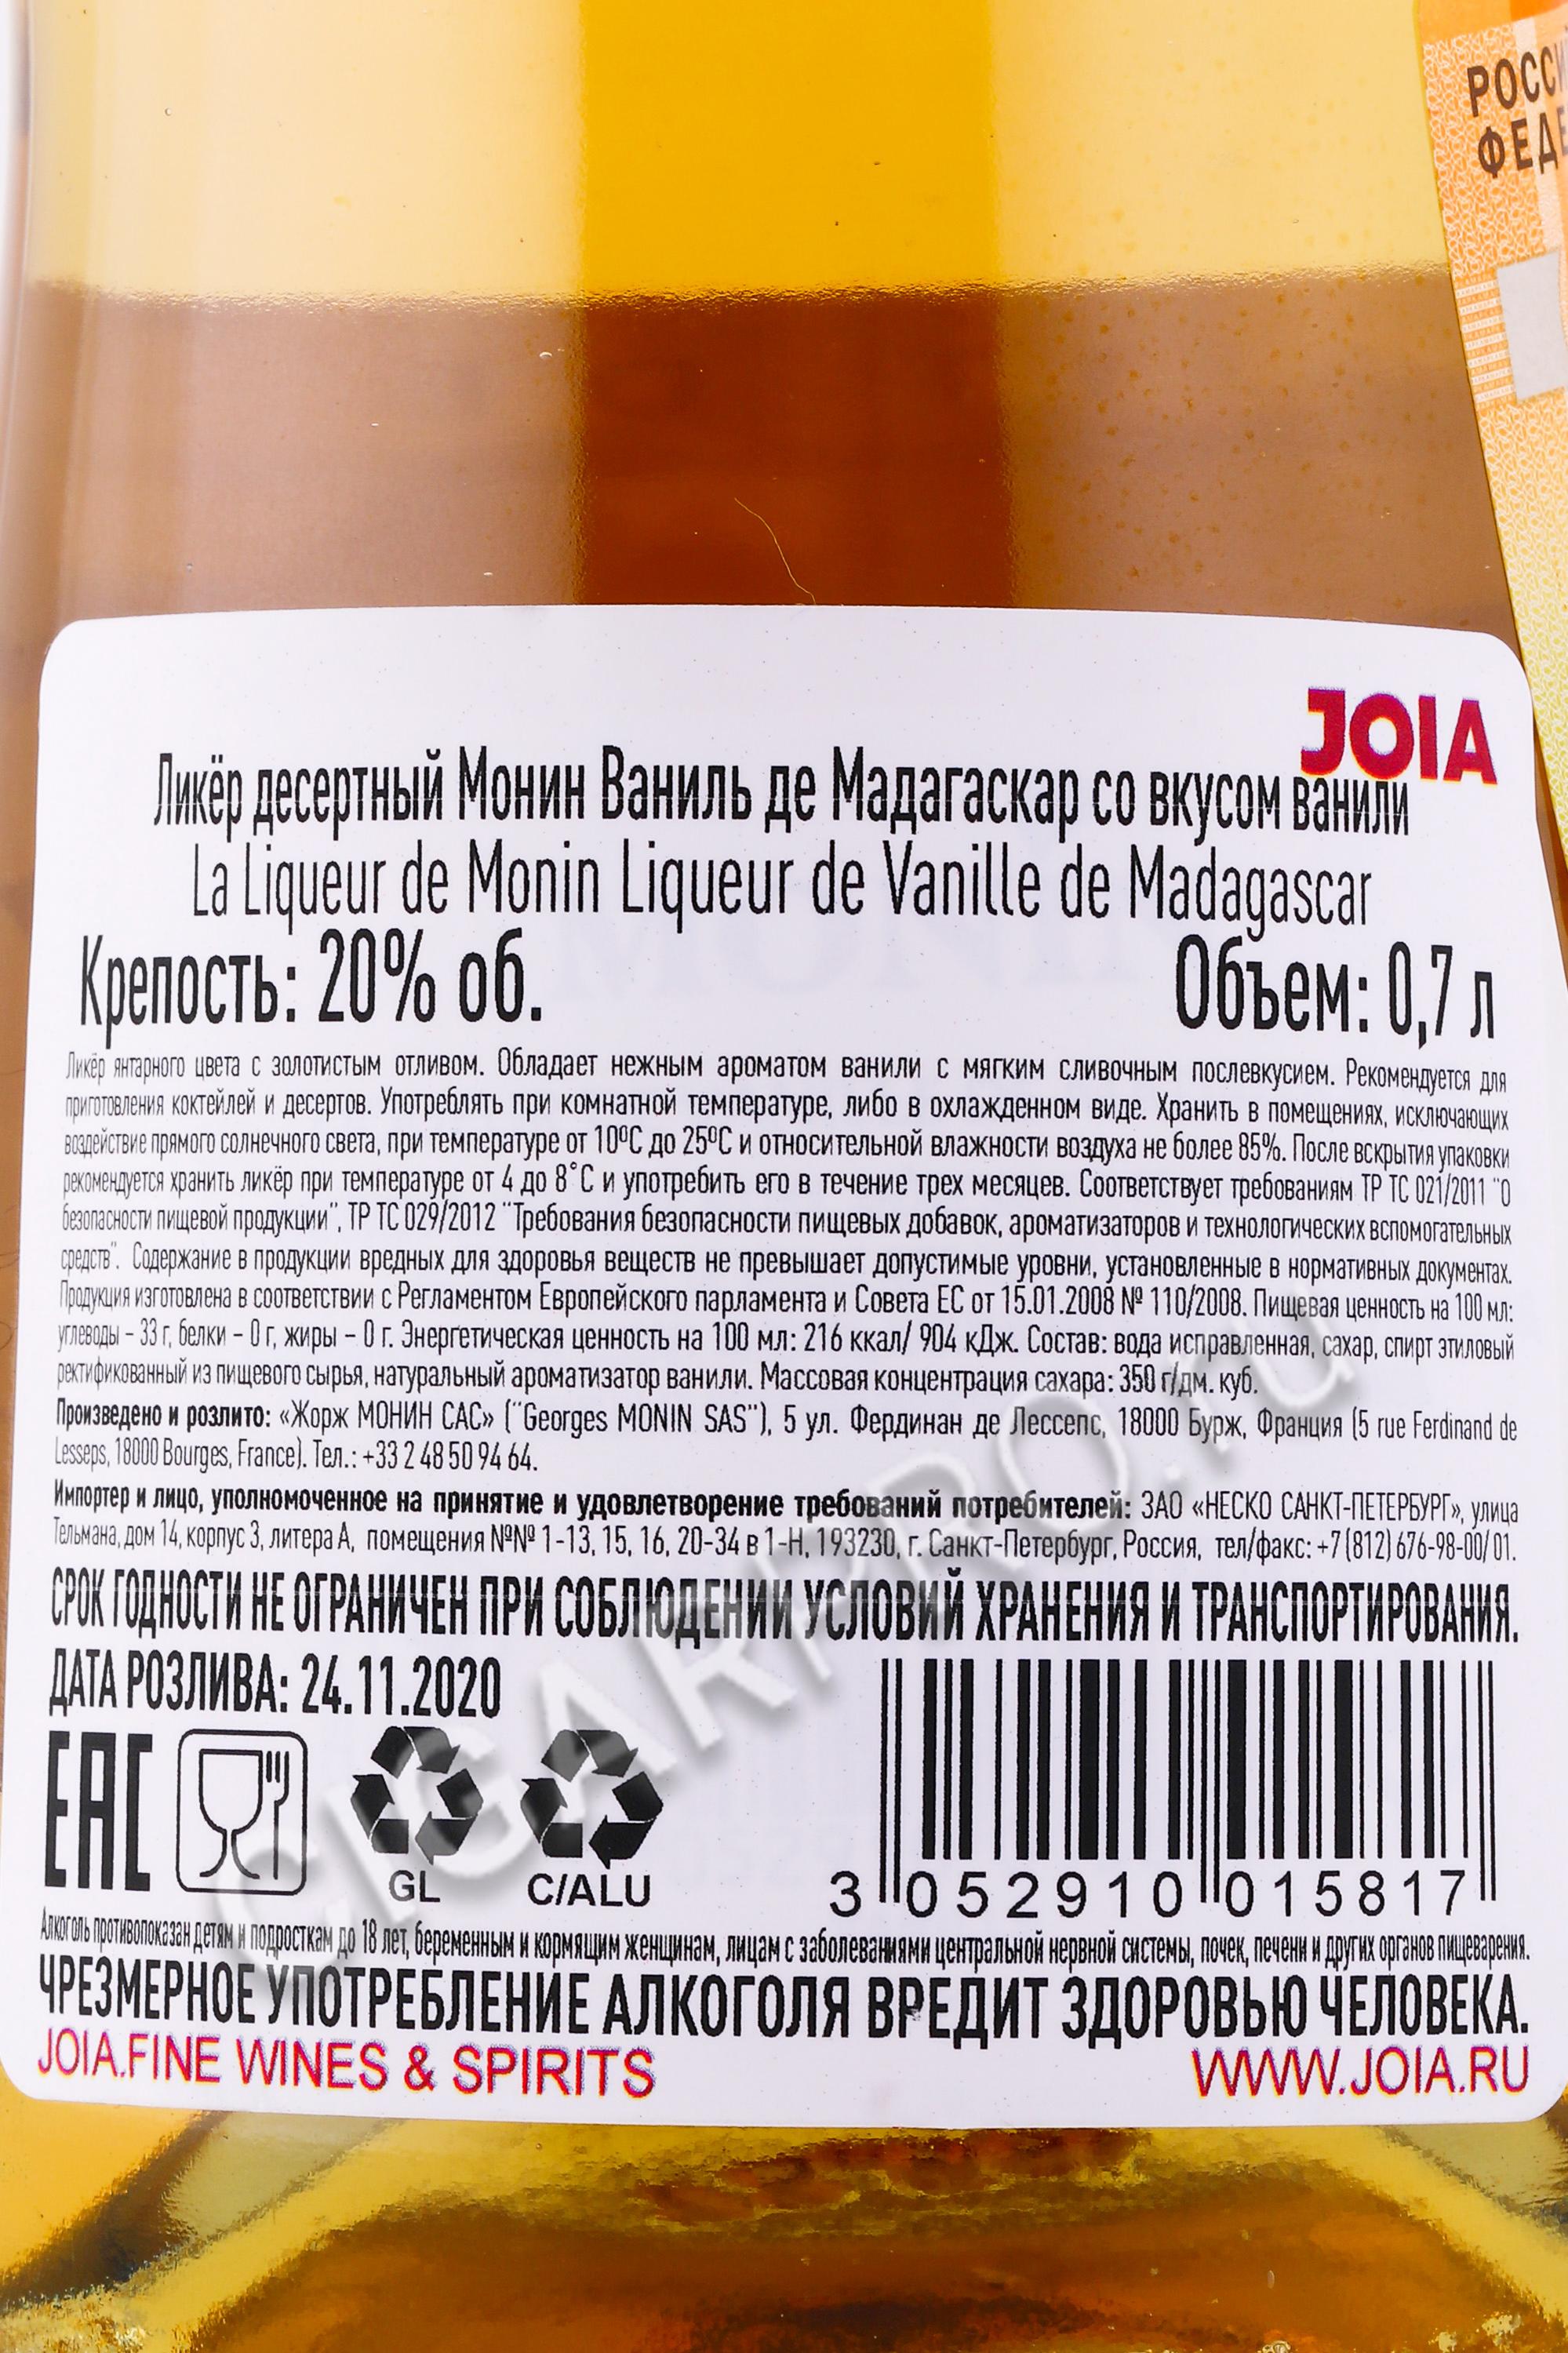 РОСС
ФЕДЕ
JOIA
Ликёр десертный Монин Ваниль де Мадагаскар со вкусом ванили
La Liqueur de Monin Liqueur de Vanille de Madagascar
Крепость: 20% об. Объем: 0,7 л
Ликёр янтарного цвета с золотистым отливом. Обладает нежным ароматом ванили с мягким сливочным послевкусием. Рекомендуется для
приготовления коктейлей и десертов. Употреблять при комнатной температуре, либо в охлажденном виде. Хранить в помещениях, исключающих
воздействие прямого солнечного света, при температуре от 10ºС до 25ºС и относительной влажности воздуха не более 85%. После вскрытия упаковки
рекомендуется хранить ликёр при температуре от 4 до 8˚С и употребить его в течение трех месяцев. Соответствует требованиям ТР ТС 021/2011 "О
безопасности пищевой продукции", ТР ТС 029/2012 "Требования безопасности пищевых добавок, ароматизаторов и технологических вспомогательных
средств". Содержание в продукции вредных для здоровья веществ не превышает допустимые уровни, установленные в нормативных документах.
Продукция изготовлена в соответствии с Регламентом Европейского парламента и Совета ЕС от 15.01.2008 № 110/2008. Пищевая ценность на 100 мл:
углеводы – 33 г, белки – 0 г, жиры – 0 г. Энергетическая ценность на 100 мл: 216 ккал/ 904 кДж. Состав: вода исправленная, сахар, спирт этиловый
ректификованный из пищевого сырья, натуральный ароматизатор ванили. Массовая концентрация сахара: 350 г/дм. куб.
Произведено и розлито: «Жорж МОНИН САС» ("Georges MONIN SAS"), 5 ул. Фердинан де Лессепс, 18000 Бурж, Франция (5 rue Ferdinand de
Lesseps, 18000 Bourges, France). Тел.: +33 2 48 50 94 64.
Импортер и лицо, уполномоченное на принятие и удовлетворение требований потребителей: ЗАО «НЕСКО САНКТ-ПЕТЕРБУРГ», улица
Тельмана, дом 14, корпус 3, литера А, помещения №№ 1-13, 15, 16, 20-34 в 1-Н, 193230, г. Санкт-Петербург, Россия, тел/факс: +7 (812) 676-98-00/ 01.
СРОК ГОДНОСТИ НЕ ОГРАНИЧЕН ПРИ СОБЛЮДЕНИИ УСЛОВИЙ ХРАНЕНИЯ И ТРАНСПОРТИРОВАНИЯ.
ДАТА РОЗЛИВА: 24.11.2020
EAC
GL C/ALU
3 052910 015817
Алкоголь противопоказан детям и подросткам до 18 лет, беременным и кормящим женщинам, лицам с заболеваниями центральной нервной системы, почек, печени и других органов пищеварения.
ЧРЕЗМЕРНОЕ УПОТРЕБЛЕНИЕ АЛКОГОЛЯ ВРЕДИТ ЗДОРОВЬЮ ЧЕЛОВЕКА.
JOIA.FINE WINES & SPIRITS WWW.JOIA.RU
CIGARPRO.ru